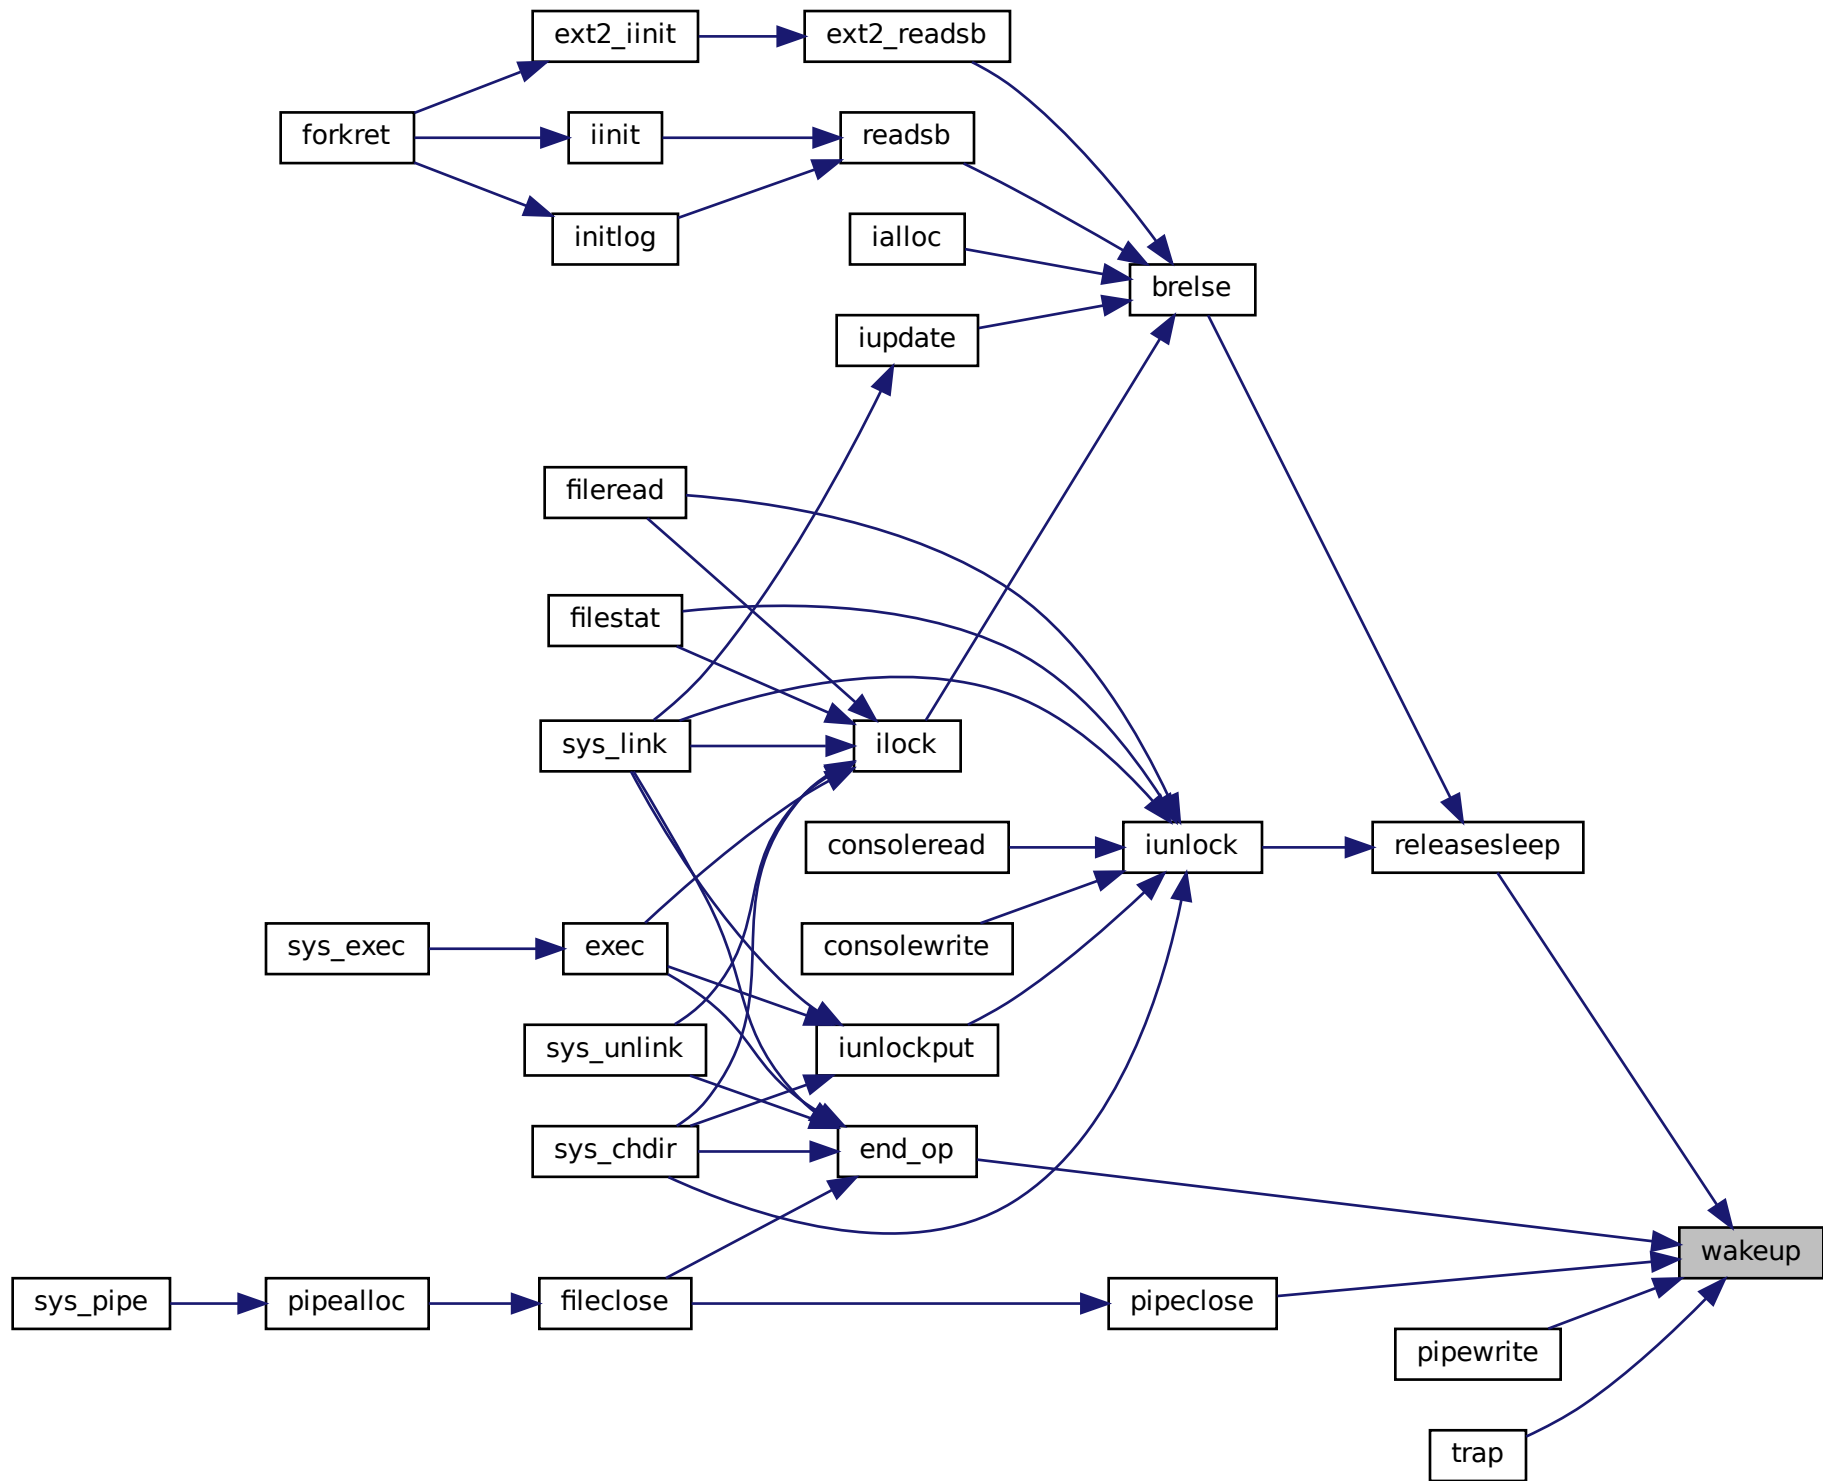 ext2_iinit
ext2_readsb
forkret
iinit
readsb
initlog
ialloc
brelse
iupdate
fileread
filestat
sys_link
ilock
consoleread
iunlock
releasesleep
sys_exec
exec
consolewrite
sys_unlink
iunlockput
sys_chdir
end_op
wakeup
sys_pipe
pipealloc
fileclose
pipeclose
pipewrite
trap